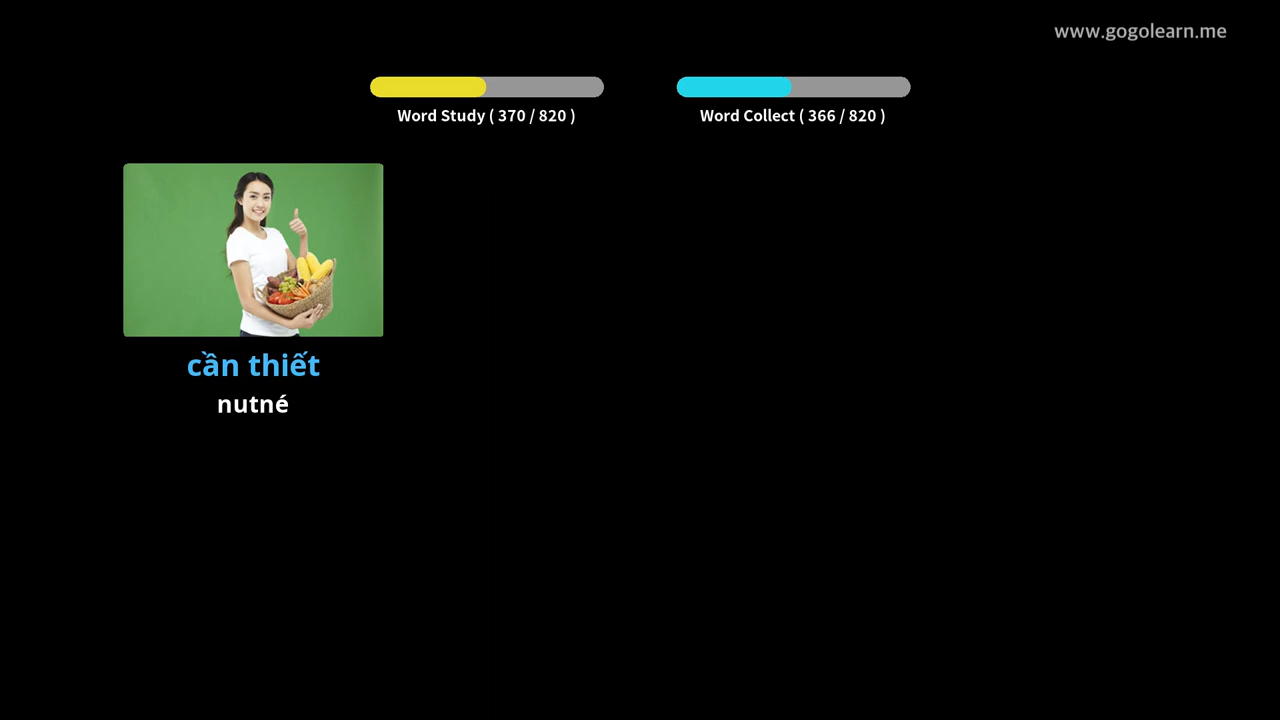 www.gogolearn.me
Word Study ( 370 / 820 )
Word Collect ( 366 / 820 )
cần thiết
nutné